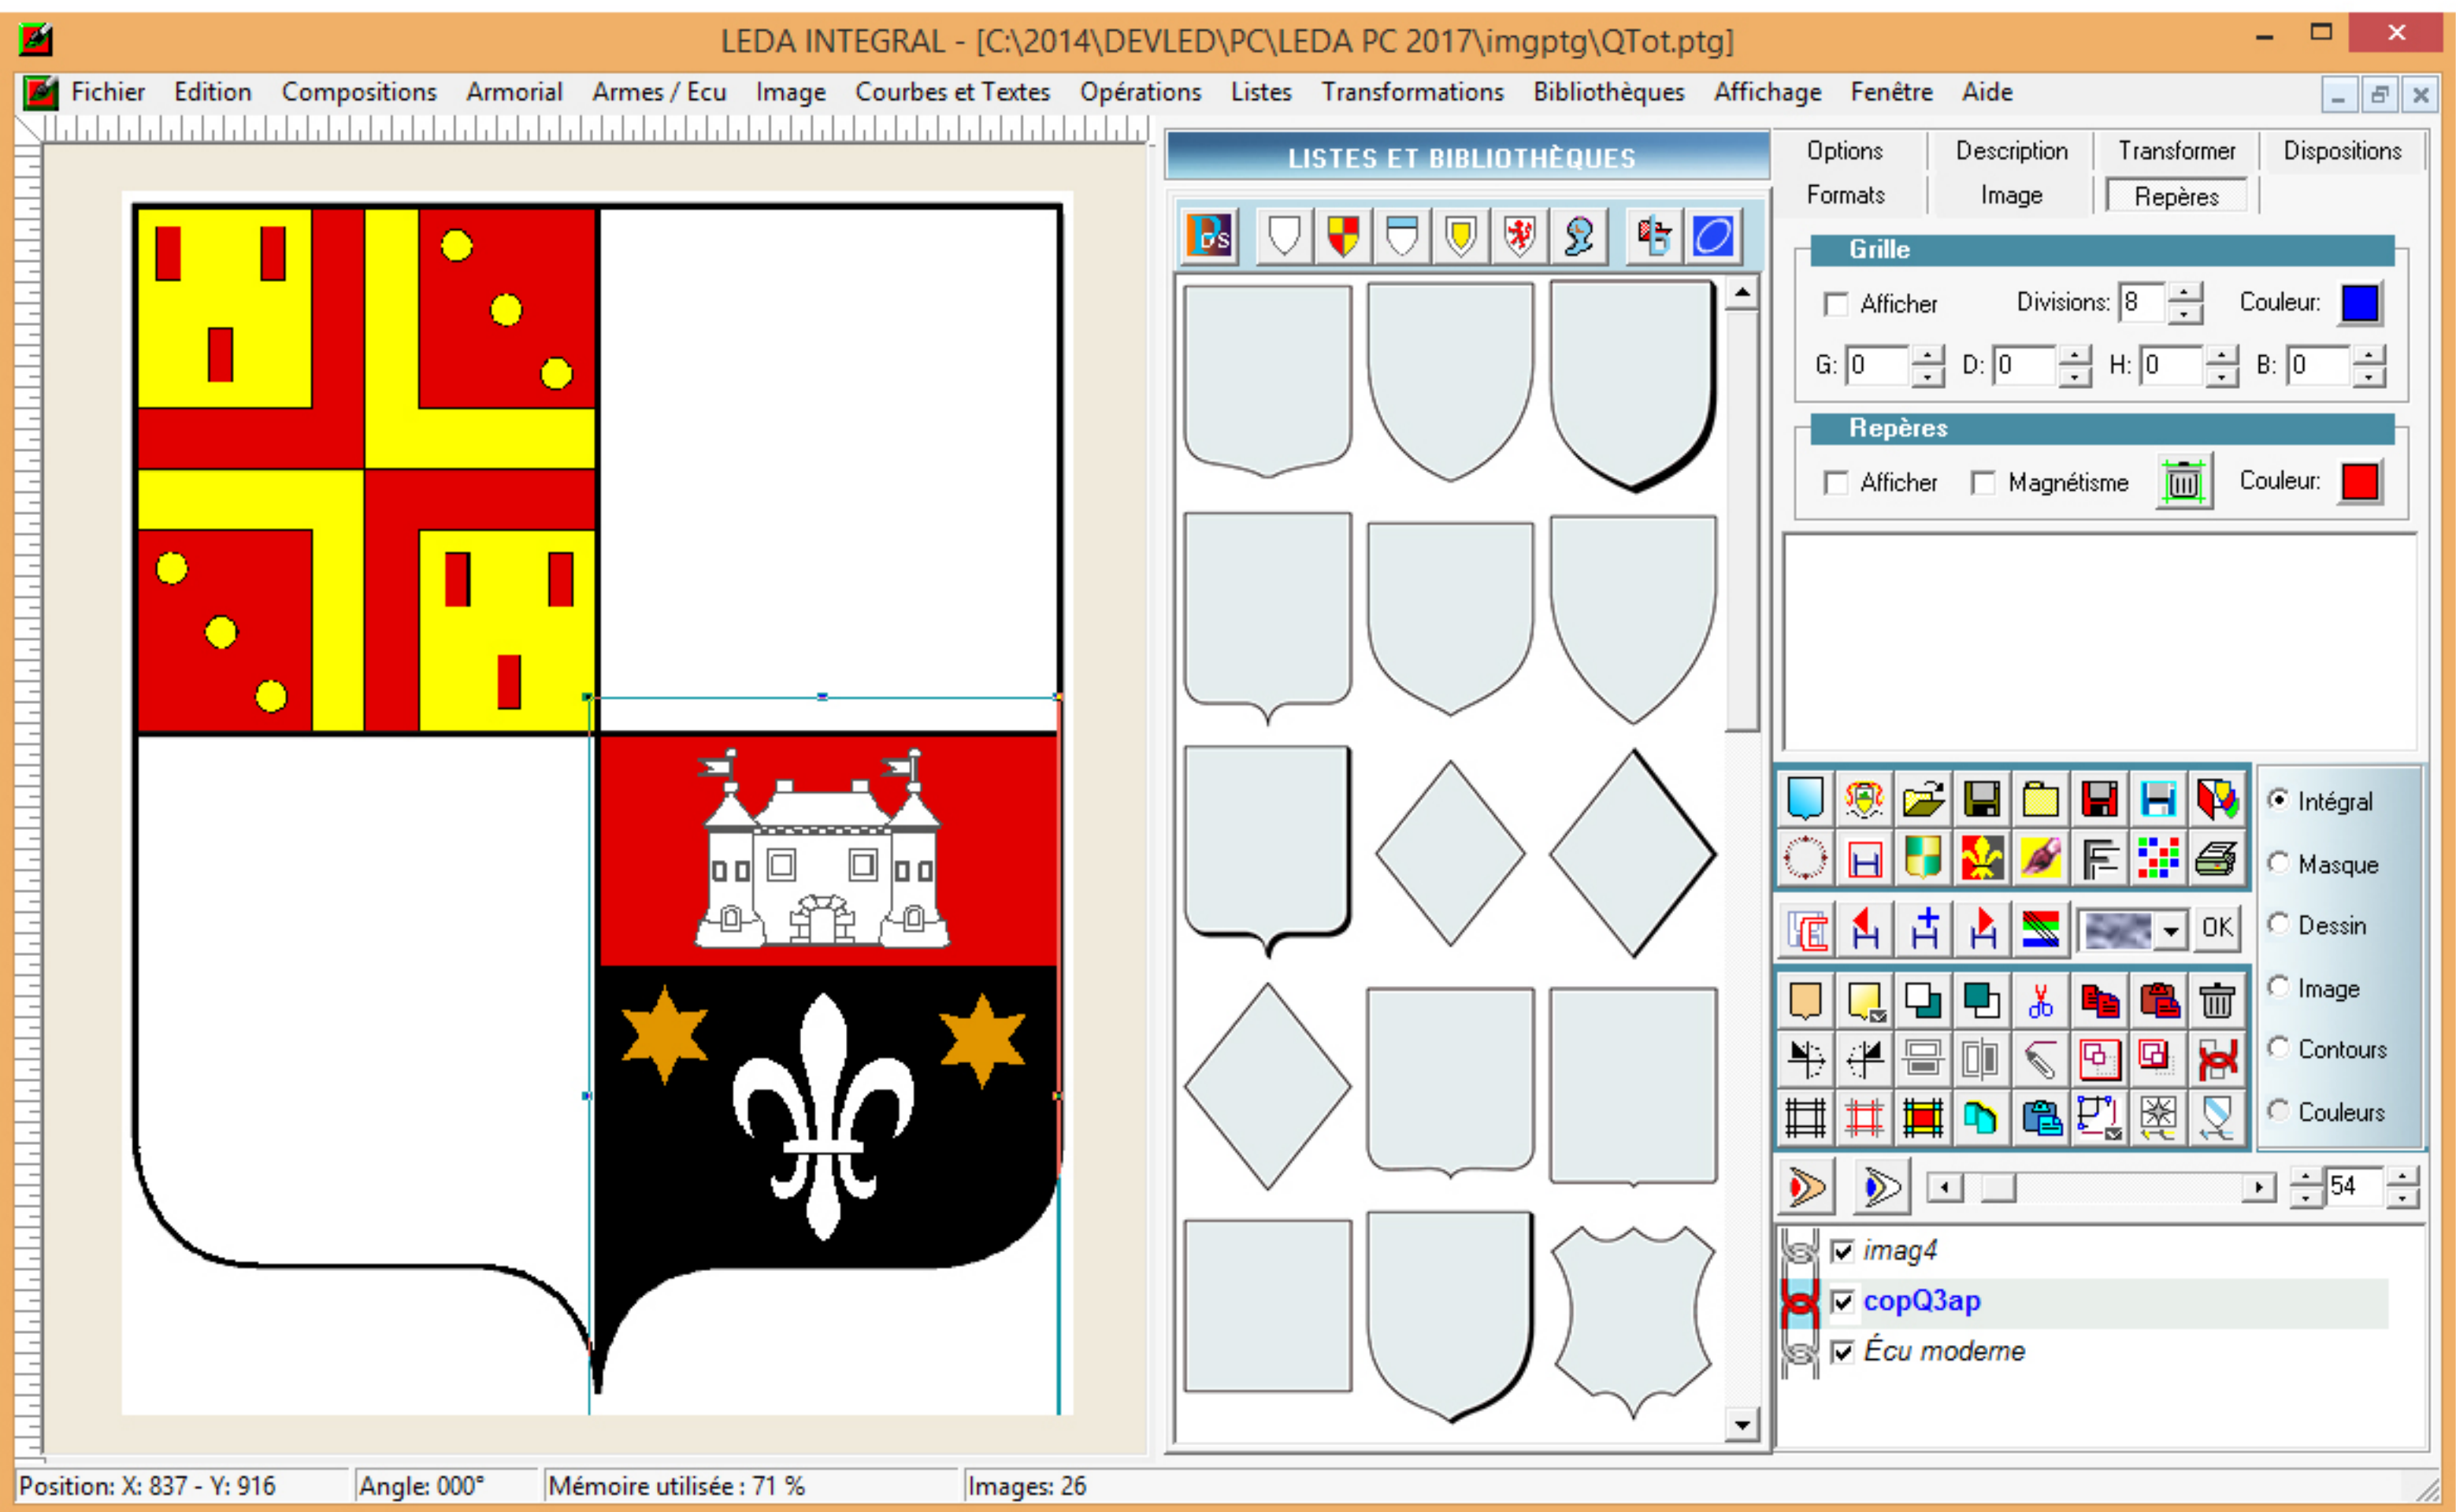 LEDA INTEGRAL - [C:\2014\DEVLED\PC\LEDA PC 2017\imgptg\QTot.ptg]
Fichier Edition Compositions Armorial Armes / Ecu Image Courbes et Textes Opérations Listes Transformations Bibliothèques Affichage Fenêtre Aide
LISTES ET BIBLIOTHÈQUES
DS
Options Description Transformer Dispositions
Formats Image Repères
Grille
Afficher Divisions: 8 Couleur:
G: 0 D: 0 H: 0 B: 0
Repères
Afficher Magnétisme Couleur:
Intégral
Masque
OK
Dessin
Image
Contours
Couleurs
54
imag4
copQ3ap
Écu moderne
Position: X: 837 - Y: 916 Angle: 000° Mémoire utilisée : 71 % Images: 26